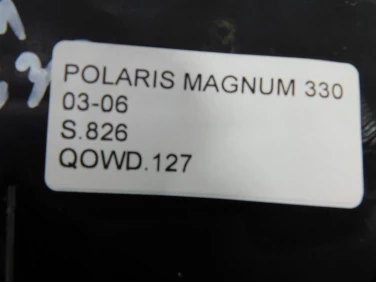 POLARIS MAGNUM 330
03-06
S.826
QOWD.127